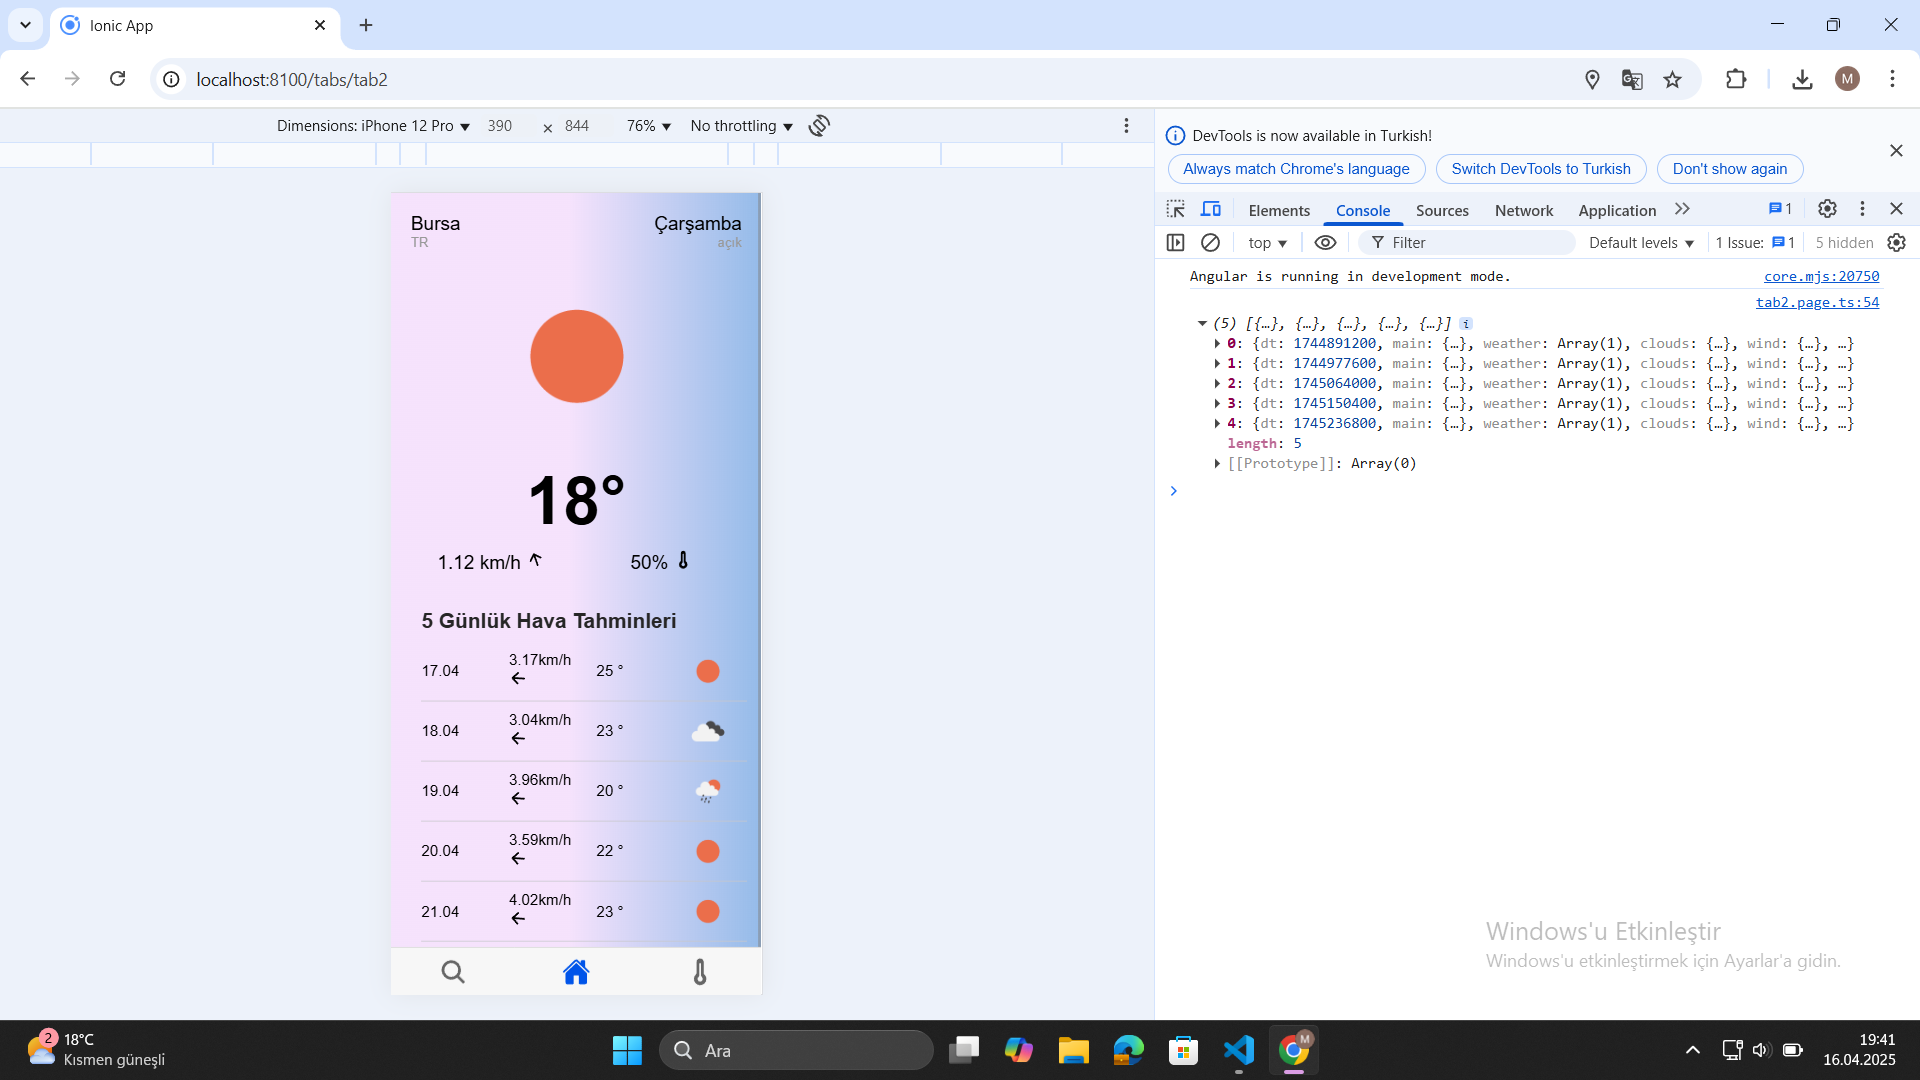 Ionic App
localhost:8100/tabs/tab2
M
Dimensions: iPhone 12 Pro 390 × 844 76% No throttling
DevTools is now available in Turkish!
Always match Chrome's language Switch DevTools to Turkish Don't show again
Elements Console Sources Network Application 1
top Filter Default levels 1 Issue: 1 5 hidden
Angular is running in development mode. core.mjs:20750
tab2.page.ts:54
(5) [{…}, {…}, {…}, {…}, {…}] i
0: {dt: 1744891200, main: {…}, weather: Array(1), clouds: {…}, wind: {…}, …}
1: {dt: 1744977600, main: {…}, weather: Array(1), clouds: {…}, wind: {…}, …}
2: {dt: 1745064000, main: {…}, weather: Array(1), clouds: {…}, wind: {…}, …}
3: {dt: 1745150400, main: {…}, weather: Array(1), clouds: {…}, wind: {…}, …}
4: {dt: 1745236800, main: {…}, weather: Array(1), clouds: {…}, wind: {…}, …}
length: 5
[[Prototype]]: Array(0)
Bursa Çarşamba
TR açık
18°
1.12 km/h 50%
5 Günlük Hava Tahminleri
17.04 3.17km/h 25 °
18.04 3.04km/h 23 °
19.04 3.96km/h 20 °
20.04 3.59km/h 22 °
21.04 4.02km/h 23 °
Windows'u Etkinleştir
Windows'u etkinleştirmek için Ayarlar'a gidin.
2 18°C
Kısmen güneşli
Ara
M
19:41
16.04.2025